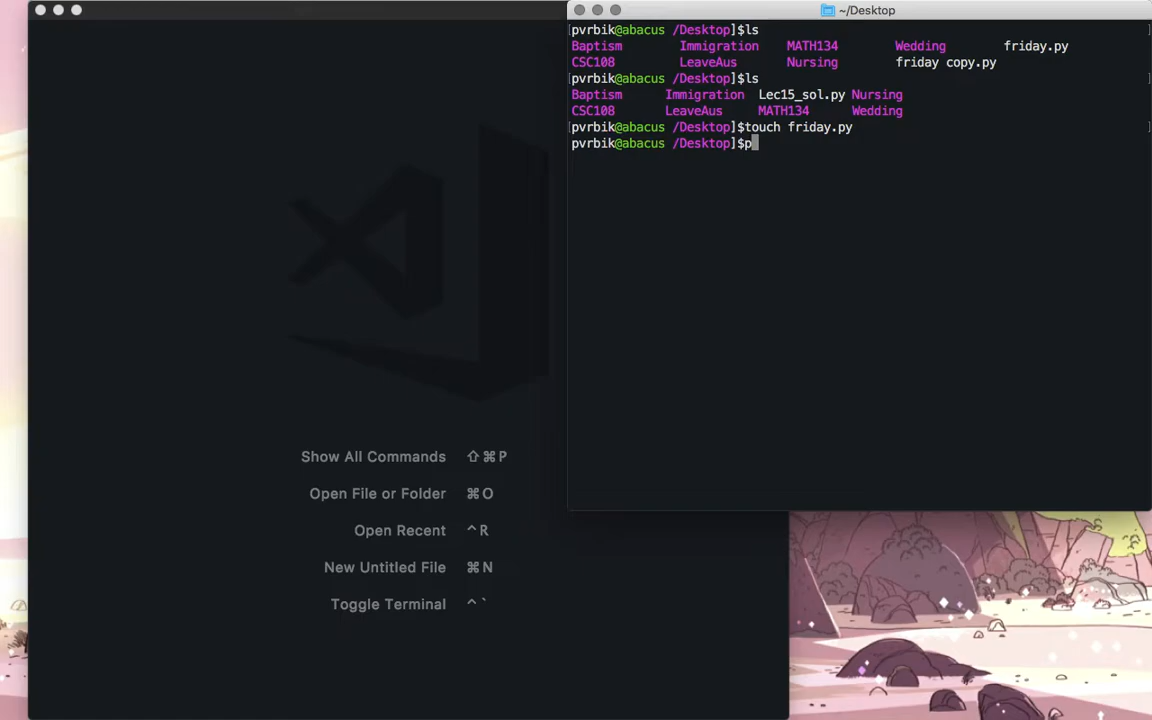 ~/Desktop
[pvrbik@abacus /Desktop]$ls
Baptism Immigration MATH134 Wedding friday.py
CSC108 LeaveAus Nursing friday copy.py
[pvrbik@abacus /Desktop]$ls
Baptism Immigration Lec15_sol.py Nursing
CSC108 LeaveAus MATH134 Wedding
[pvrbik@abacus /Desktop]$touch friday.py
pvrbik@abacus /Desktop]$p
Show All Commands ⇧⌘P
Open File or Folder ⌘O
Open Recent ^R
New Untitled File ⌘N
Toggle Terminal ^`